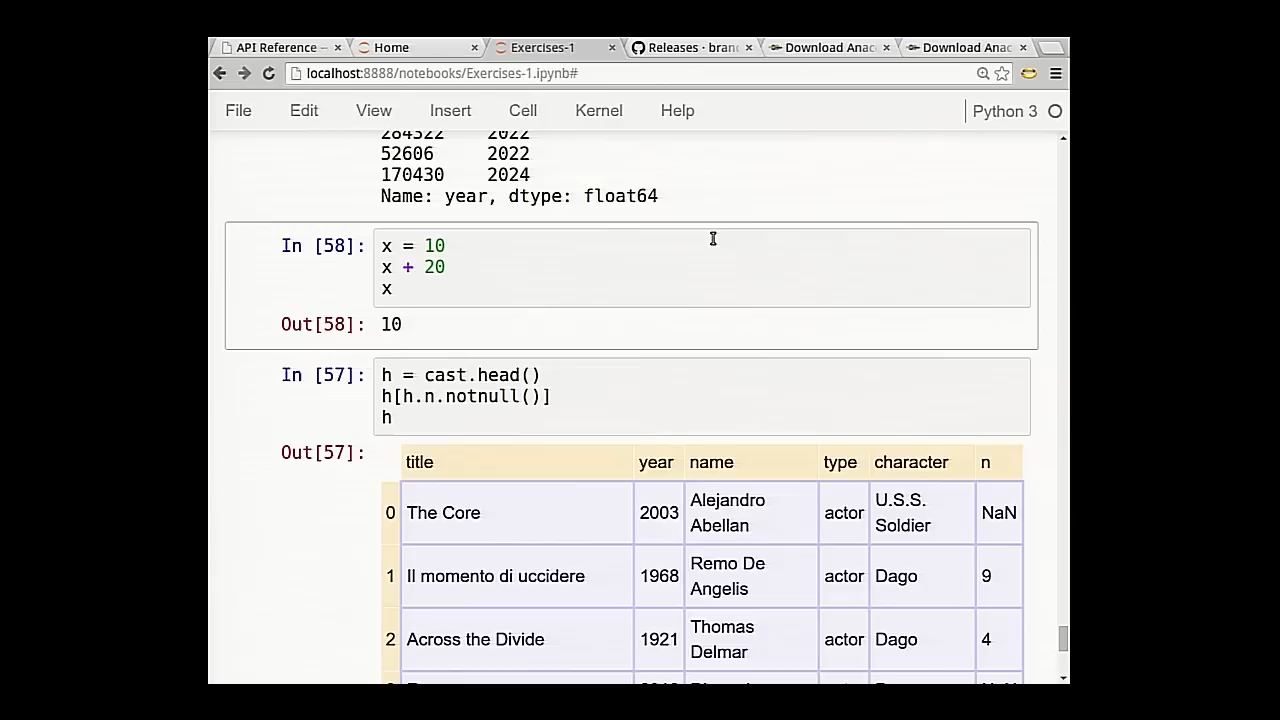 API Reference —
Home
Exercises-1
Releases · bran
Download Anac
Download Anac
localhost:8888/notebooks/Exercises-1.ipynb#
File Edit View Insert Cell Kernel Help Python 3
284322 2022
52606 2022
170430 2024
Name: year, dtype: float64
In [58]: x = 10
x + 20
x
Out[58]: 10
In [57]: h = cast.head()
h[h.n.notnull()]
h
Out[57]:
title year name type character n
0 The Core 2003 Alejandro Abellan actor U.S.S. Soldier NaN
1 Il momento di uccidere 1968 Remo De Angelis actor Dago 9
2 Across the Divide 1921 Thomas Delmar actor Dago 4